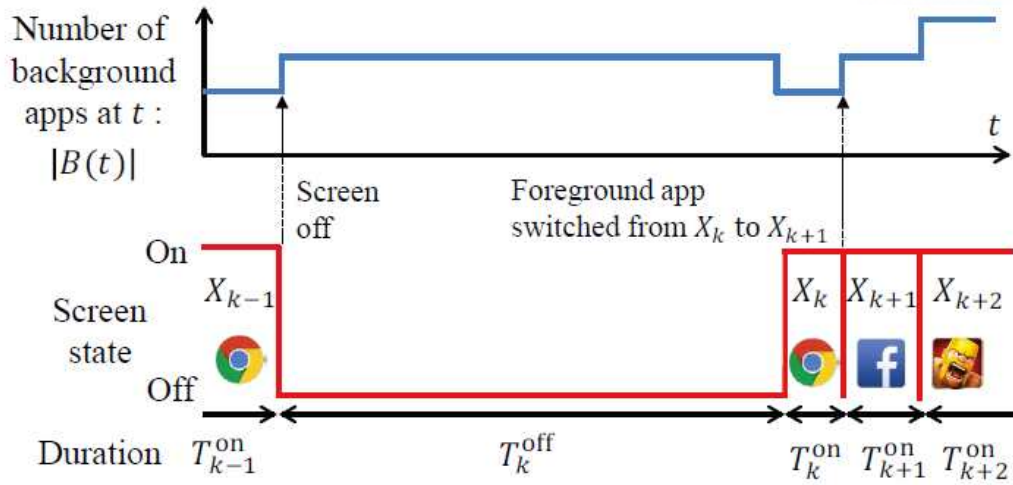 Number of
background
apps at t :
|B(t)|
t
Screen
off
Foreground app
switched from X_k to X_{k+1}
On
X_{k−1}
X_k
X_{k+1}
X_{k+2}
Screen
state
Off
Duration
T_{k−1}^{on}
T_k^{off}
T_k^{on}
T_{k+1}^{on}
T_{k+2}^{on}